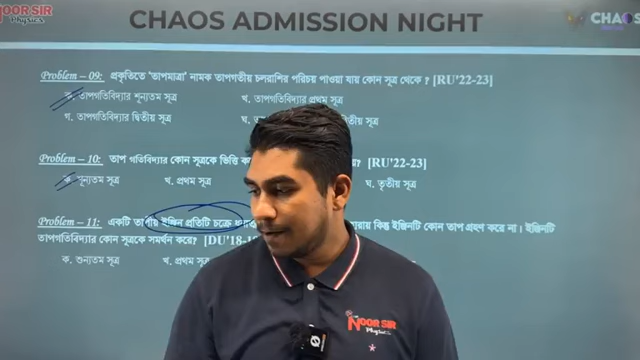 NOOR SIR
Physics
CHAOS ADMISSION NIGHT
CHAOS
Problem – 09: প্রকৃতিতে 'তাপমাত্রা' নামক তাপগতীয় চলরাশির পরিচয় পাওয়া যায় কোন সূত্র থেকে ? [RU'22-23]
ক. তাপগতিবিদ্যার শূন্যতম সূত্র খ. তাপগতিবিদ্যার প্রথম সূত্র
গ. তাপগতিবিদ্যার দ্বিতীয় সূত্র ঘ. তৃতীয় সূত্র
Problem – 10: তাপ গতিবিদ্যার কোন সূত্রকে ভিত্তি [RU'22-23]
ক. শূন্যতম সূত্র খ. প্রথম সূত্র ঘ. তৃতীয় সূত্র
Problem – 11: একটি তাপীয় ইঞ্জিন প্রতিটি চক্রে কিন্তু ইঞ্জিনটি কোন তাপ গ্রহণ করে না। ইঞ্জিনটি
তাপগতিবিদ্যার কোন সূত্রকে সমর্থন করে? [DU'18-19
ক. শূন্যতম সূত্র খ. প্রথম সূত্র
NOOR SIR
Physics